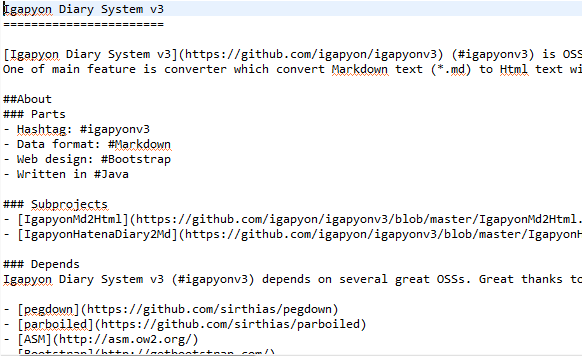 Igapyon Diary System v3
=======================
[Igapyon Diary System v3](https://github.com/igapyon/igapyonv3) (#igapyonv3) is OSS
One of main feature is converter which convert Markdown text (*.md) to Html text wi
##About
### Parts
- Hashtag: #igapyonv3
- Data format: #Markdown
- Web design: #Bootstrap
- Written in #Java
### Subprojects
- [IgapyonMd2Html](https://github.com/igapyon/igapyonv3/blob/master/IgapyonMd2Html.
- [IgapyonHatenaDiary2Md](https://github.com/igapyon/igapyonv3/blob/master/IgapyonH
### Depends
Igapyon Diary System v3 (#igapyonv3) depends on several great OSSs. Great thanks to
- [pegdown](https://github.com/sirthias/pegdown)
- [parboiled](https://github.com/sirthias/parboiled)
- [ASM](http://asm.ow2.org/)
- [Bootstrap](http://getbootstrap.com/)